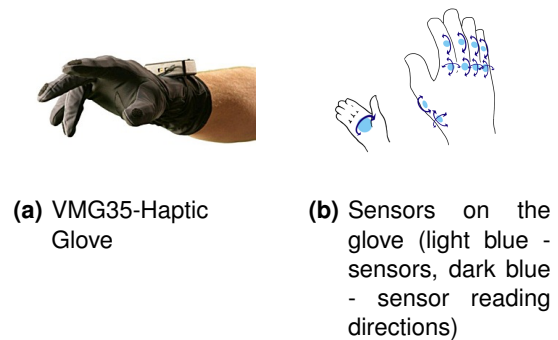 (a) VMG35-Haptic
Glove
(b) Sensors on the
glove (light blue -
sensors, dark blue
- sensor reading
directions)